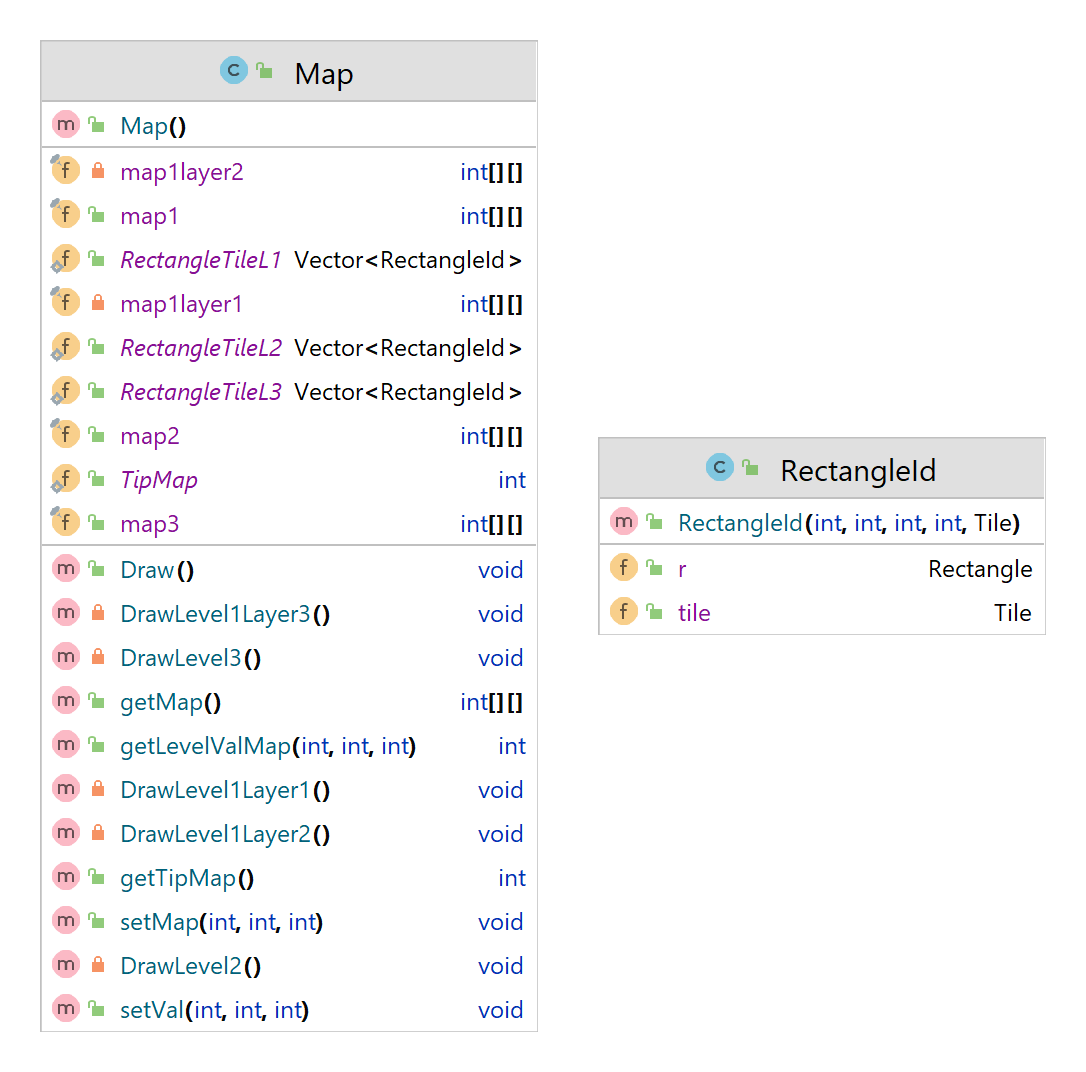 Map
Map()
map1layer2 int[][]
map1 int[][]
RectangleTileL1 Vector<RectangleId>
map1layer1 int[][]
RectangleTileL2 Vector<RectangleId>
RectangleTileL3 Vector<RectangleId>
map2 int[][]
TipMap int
map3 int[][]
Draw() void
DrawLevel1Layer3() void
DrawLevel3() void
getMap() int[][]
getLevelValMap(int, int, int) int
DrawLevel1Layer1() void
DrawLevel1Layer2() void
getTipMap() int
setMap(int, int, int) void
DrawLevel2() void
setVal(int, int, int) void
RectangleId
RectangleId(int, int, int, int, Tile)
r Rectangle
tile Tile